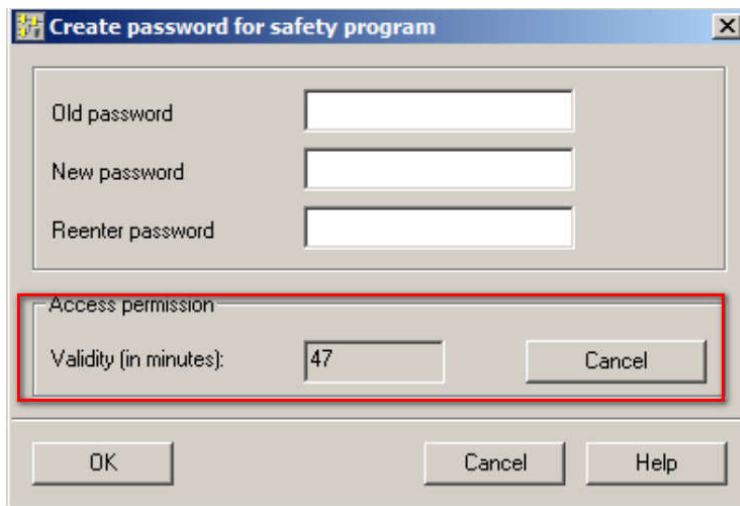 Create password for safety program
Old password
New password
Reenter password
Access permission
Validity (in minutes): 47 Cancel
OK Cancel Help